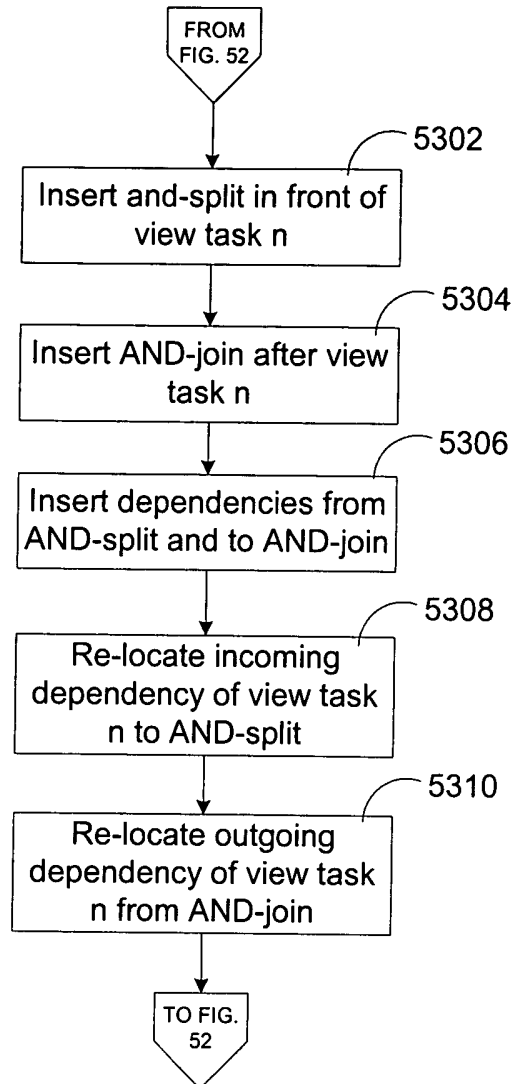 FROM
FIG. 52
5302
Insert and-split in front of
view task n
5304
Insert AND-join after view
task n
5306
Insert dependencies from
AND-split and to AND-join
5308
Re-locate incoming
dependency of view task
n to AND-split
5310
Re-locate outgoing
dependency of view task
n from AND-join
TO FIG.
52